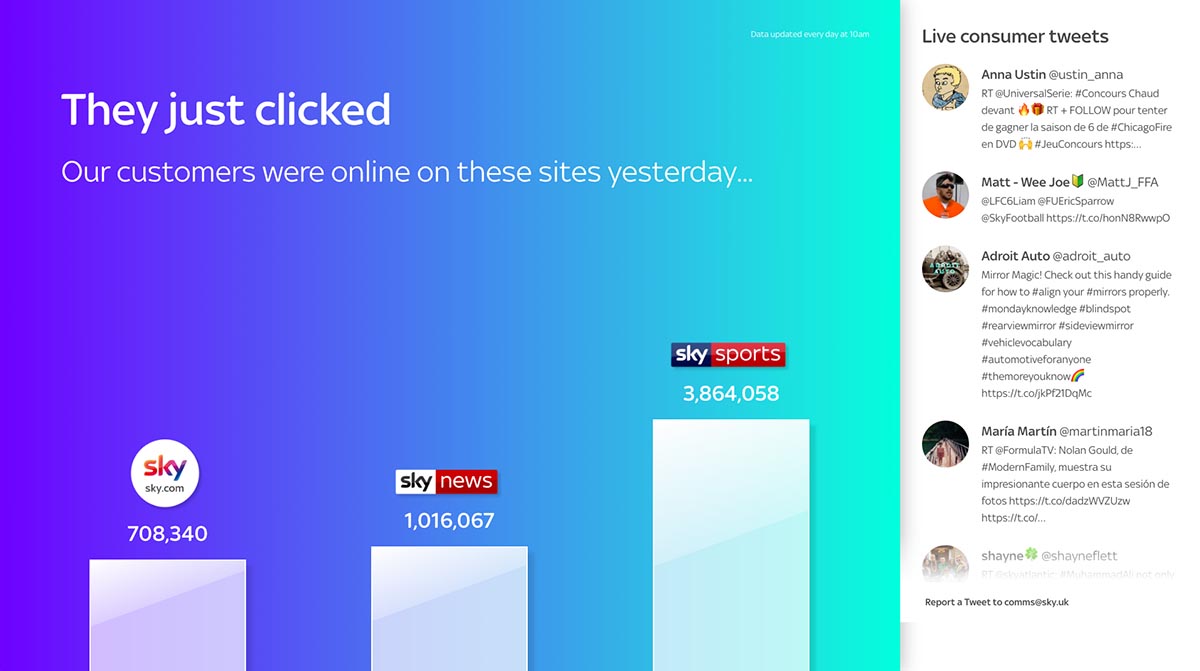 Data updated every day at 10am
They just clicked
Our customers were online on these sites yesterday...
sky
sky.com
708,340
sky news
1,016,067
sky sports
3,864,058
Live consumer tweets
Anna Ustin @ustin_anna
RT @UniversalSerie: #Concours Chaud
devant 🔥🎁 RT + FOLLOW pour tenter
de gagner la saison de 6 de #ChicagoFire
en DVD 🙌 #JeuConcours https:...
Matt - Wee Joe🔰 @MattJ_FFA
@LFC6Liam @FUEricSparrow
@SkyFootball https://t.co/honN8RwwpO
Adroit Auto @adroit_auto
Mirror Magic! Check out this handy guide
for how to #align your #mirrors properly.
#mondayknowledge #blindspot
#rearviewmirror #sideviewmirror
#vehiclevocabulary
#automotiveforanyone
#themoreyouknow🌈
https://t.co/jkPf21DqMc
María Martín @martinmaria18
RT @FormulaTV: Nolan Gould, de
#ModernFamily, muestra su
impresionante cuerpo en esta sesión de
fotos https://t.co/dadzWVZUzw
https://t.co/...
shayne🍀 @shayneflett
RT @skyatlantic: #MuhammadAli not only
Report a Tweet to comms@sky.uk